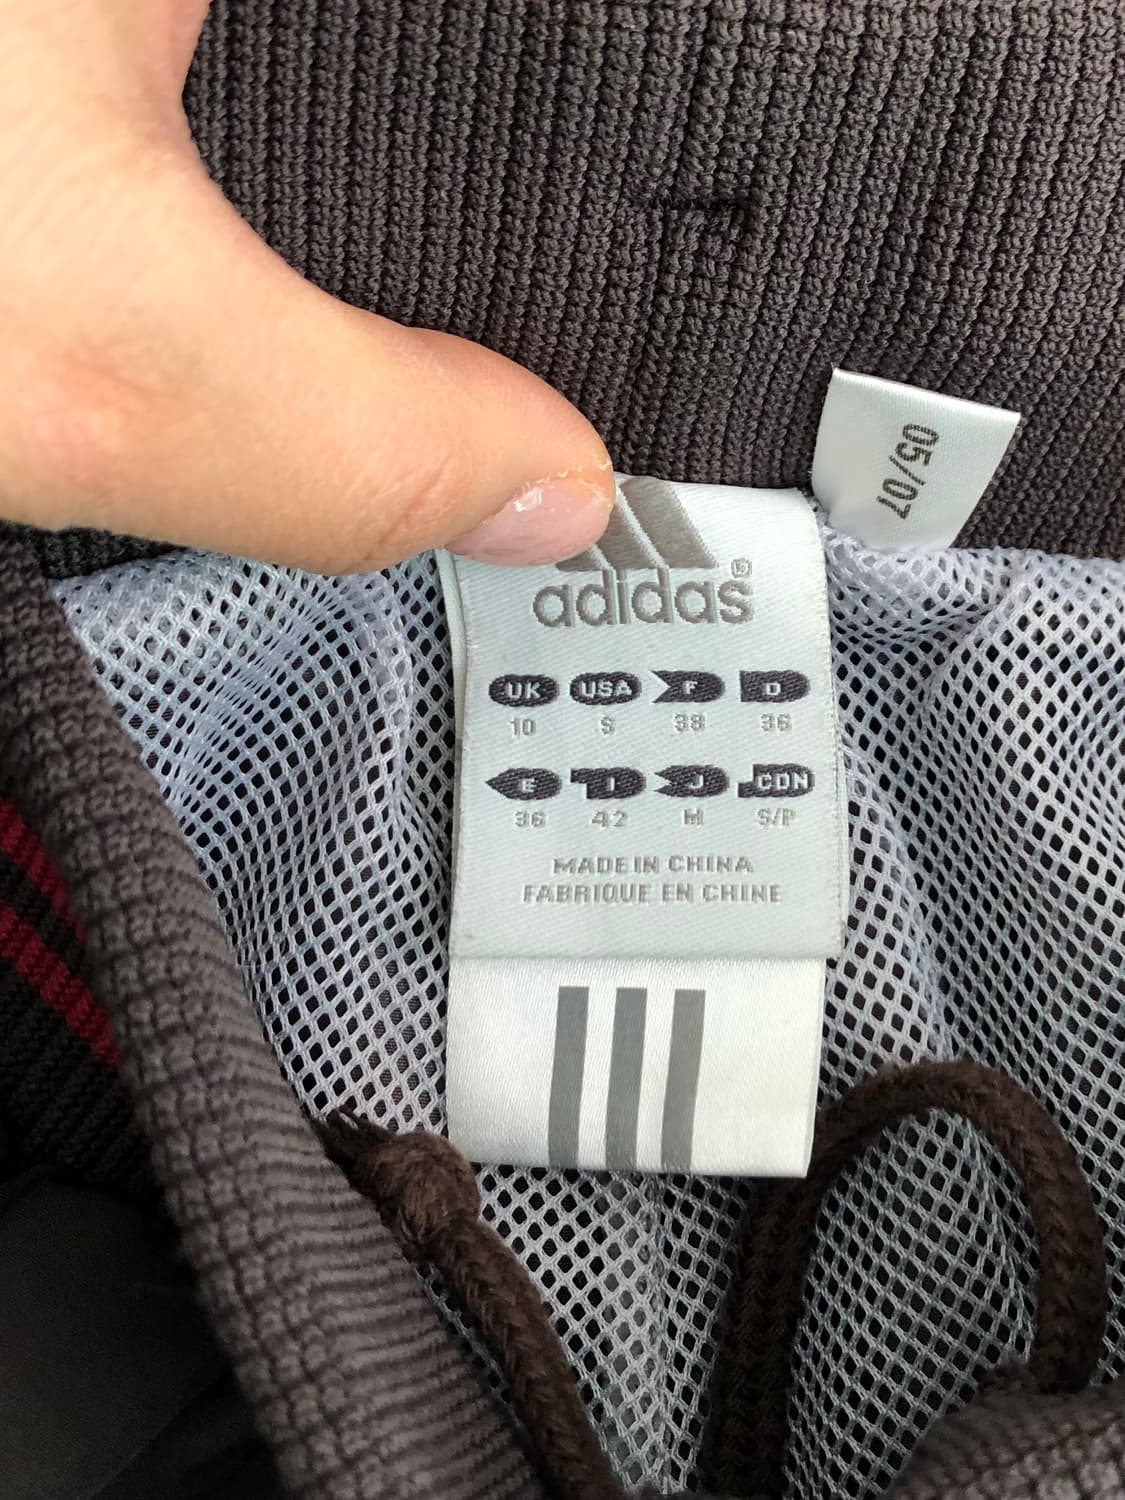 05/07
adidas®
UK USA F D
10 S 38 36
E I J CDN
36 42 M S/P
MADE IN CHINA
FABRIQUE EN CHINE